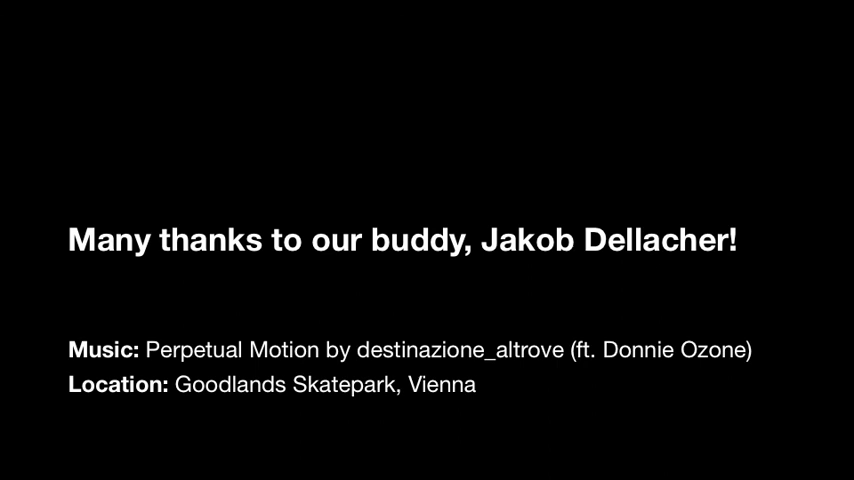 Many thanks to our buddy, Jakob Dellacher!
Music: Perpetual Motion by destinazione_altrove (ft. Donnie Ozone)
Location: Goodlands Skatepark, Vienna